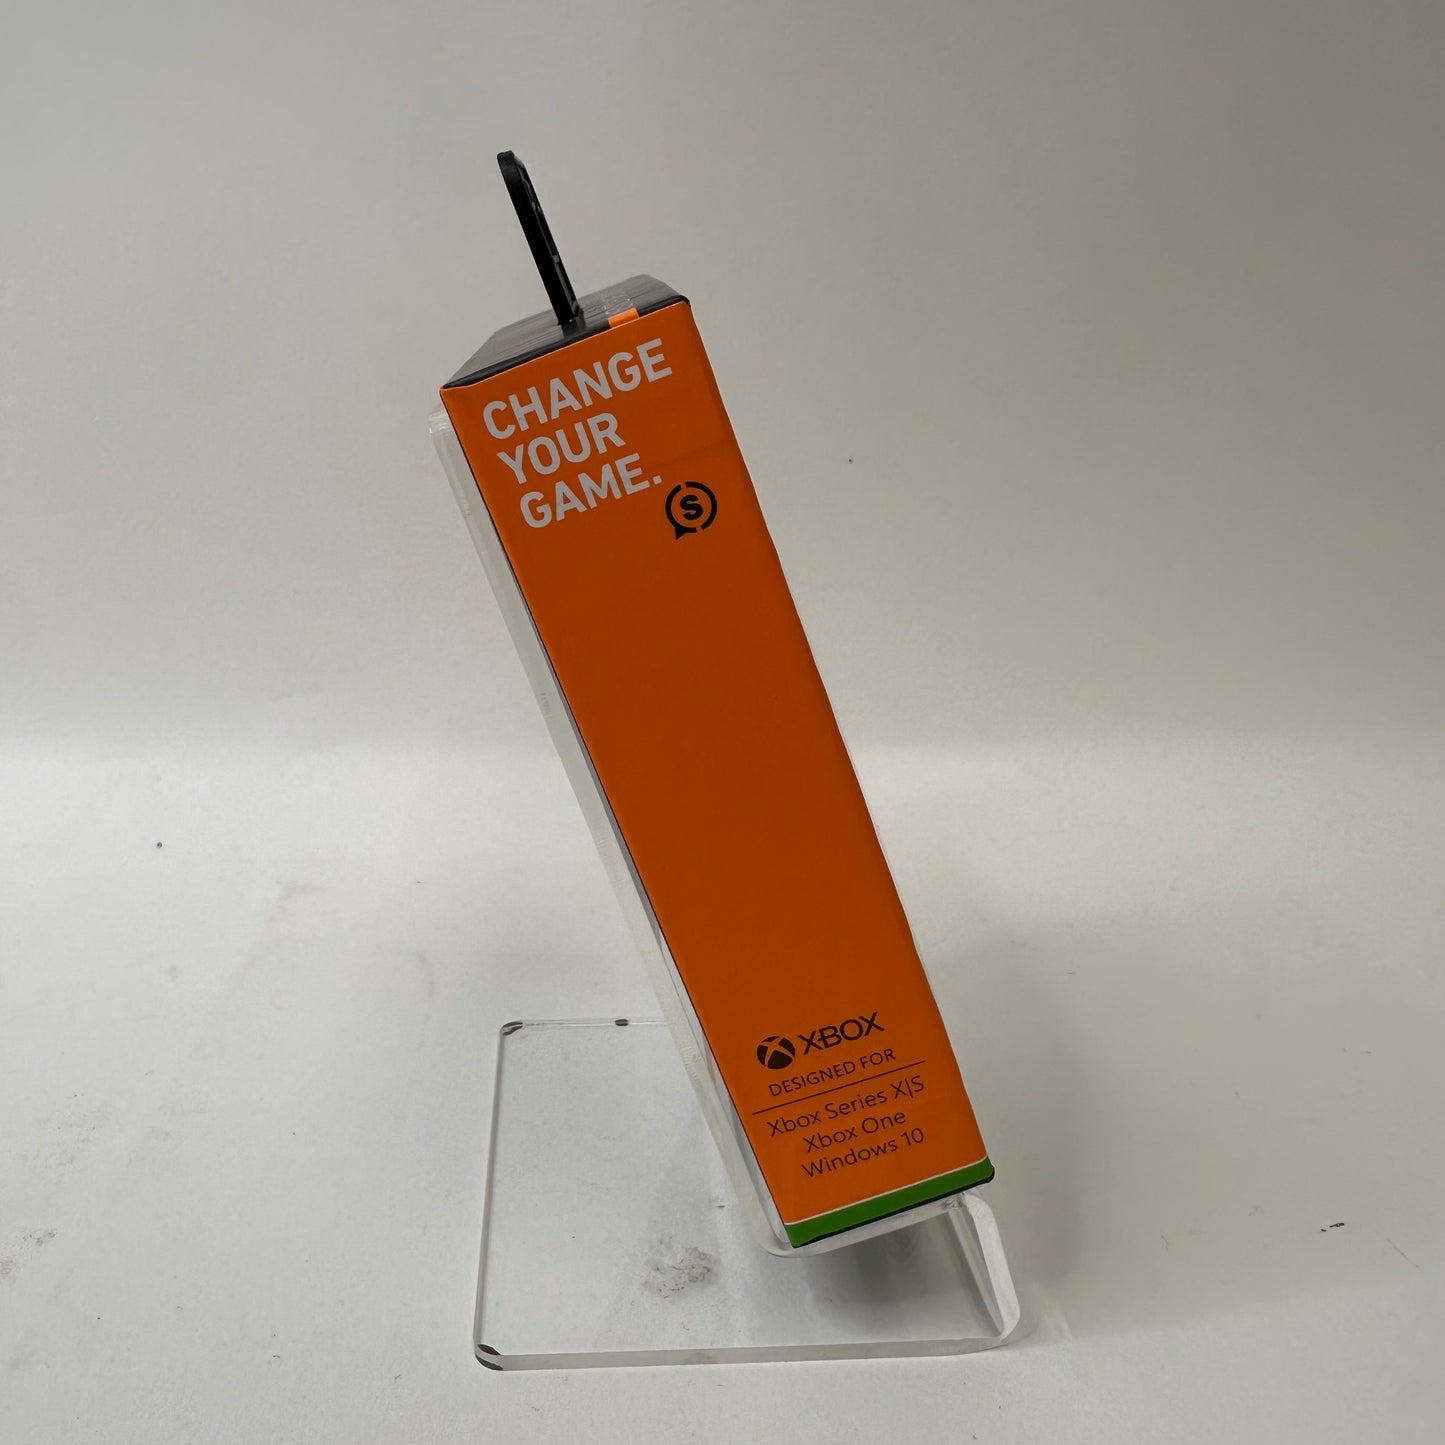 CHANGE
YOUR
GAME.
S
XBOX
DESIGNED FOR
Xbox Series X|S
Xbox One
Windows 10